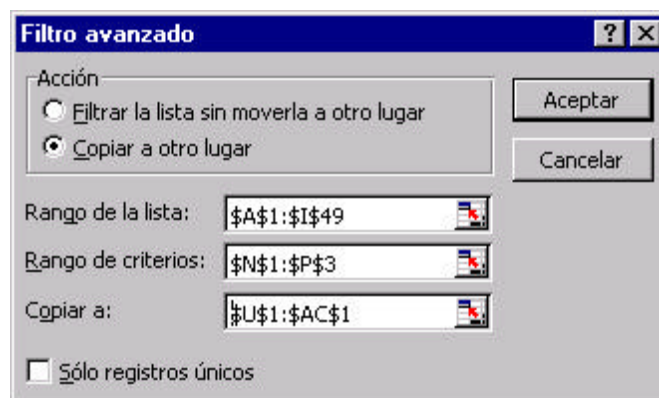 Filtro avanzado
Acción
Filtrar la lista sin moverla a otro lugar
Copiar a otro lugar
Aceptar
Cancelar
Rango de la lista: $A$1:$I$49
Rango de criterios: $N$1:$P$3
Copiar a: $U$1:$AC$1
Sólo registros únicos